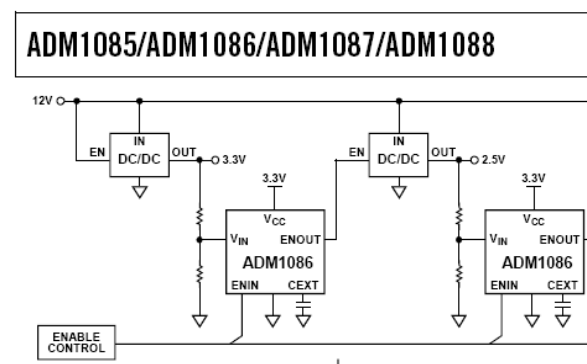 ADM1085/ADM1086/ADM1087/ADM1088
12V
IN
EN DC/DC OUT 3.3V
IN
EN DC/DC OUT 2.5V
3.3V
VCC
VIN ENOUT
ADM1086
ENIN CEXT
3.3V
VCC
VIN ENOUT
ADM1086
ENIN CEXT
ENABLE
CONTROL